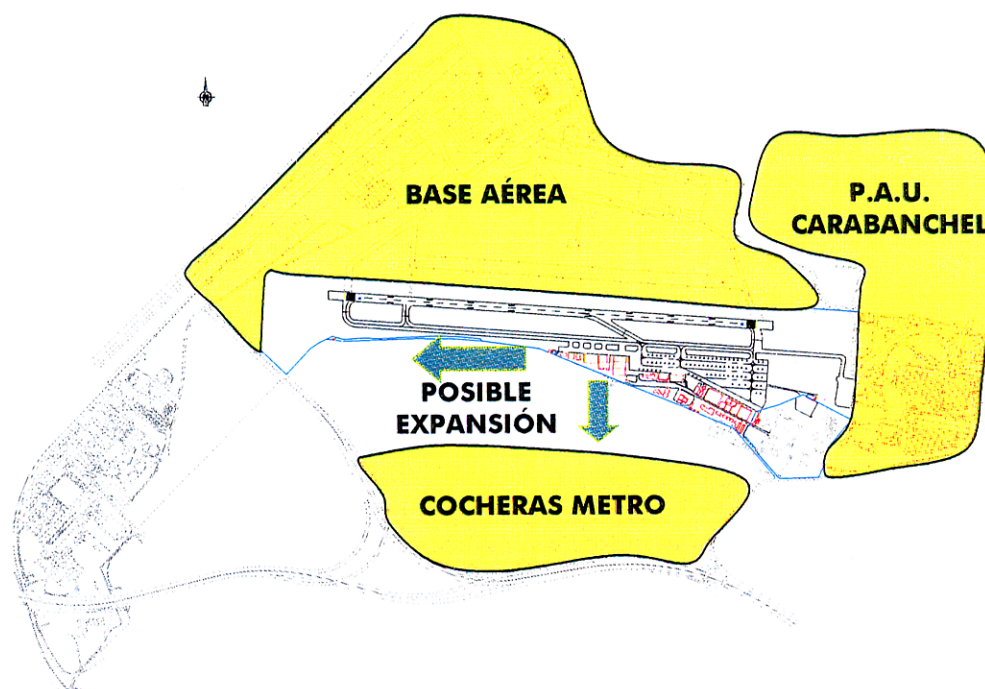 BASE AÉREA
P.A.U.
CARABANCHEL
POSIBLE
EXPANSIÓN
COCHERAS METRO